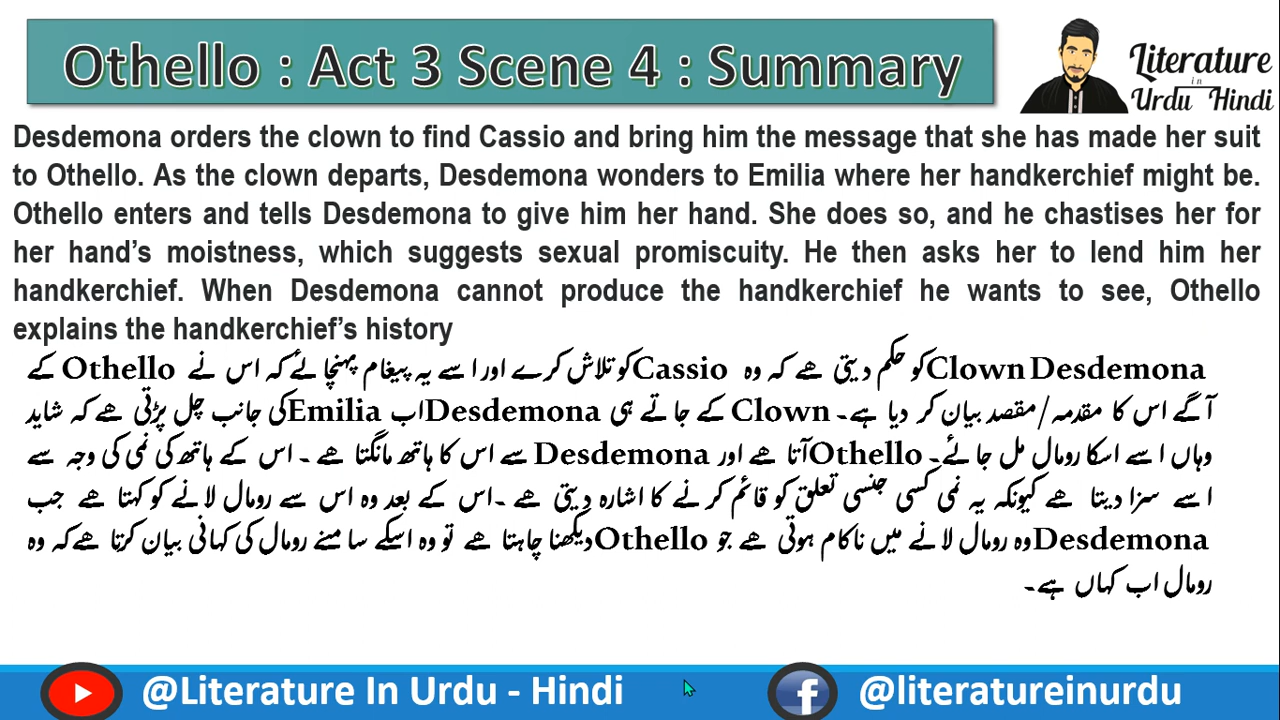 Othello : Act 3 Scene 4 : Summary
Literature
in
Urdu Hindi
Desdemona orders the clown to find Cassio and bring him the message that she has made her suit
to Othello. As the clown departs, Desdemona wonders to Emilia where her handkerchief might be.
Othello enters and tells Desdemona to give him her hand. She does so, and he chastises her for
her hand’s moistness, which suggests sexual promiscuity. He then asks her to lend him her
handkerchief. When Desdemona cannot produce the handkerchief he wants to see, Othello
explains the handkerchief’s history
Clown Desdemona کو حکم دیتی ھے کہ وہ Cassio کو تلاش کرے اور اسے یہ پیغام پہنچائے کہ اس نے Othello کے
آگے اس کا مقدمہ/مقصد بیان کر دیا ہے۔ Clown کے جاتے ہی Desdemona اب Emilia کی جانب چل پڑتی ھے کہ شاید
وہاں اسے اسکا رومال مل جائے۔ Othello آتا ھے اور Desdemona سے اس کا ہاتھ مانگتا ھے ۔ اس کے ہاتھ کی نمی کی وجہ سے
اسے سزا دیتا ھے کیونکہ یہ نمی کسی جنسی تعلق کو قائم کرنے کا اشارہ دیتی ھے ۔اس کے بعد وہ اس سے رومال لانے کو کہتا ھے جب
Desdemona وہ رومال لانے میں ناکام ہوتی ھے جو Othello دیکھنا چاہتا ھے تو وہ اسکے سامنے رومال کی کہانی بیان کرتا ھے کہ وہ
رومال اب کہاں ہے۔
@Literature In Urdu - Hindi
@literatureinurdu